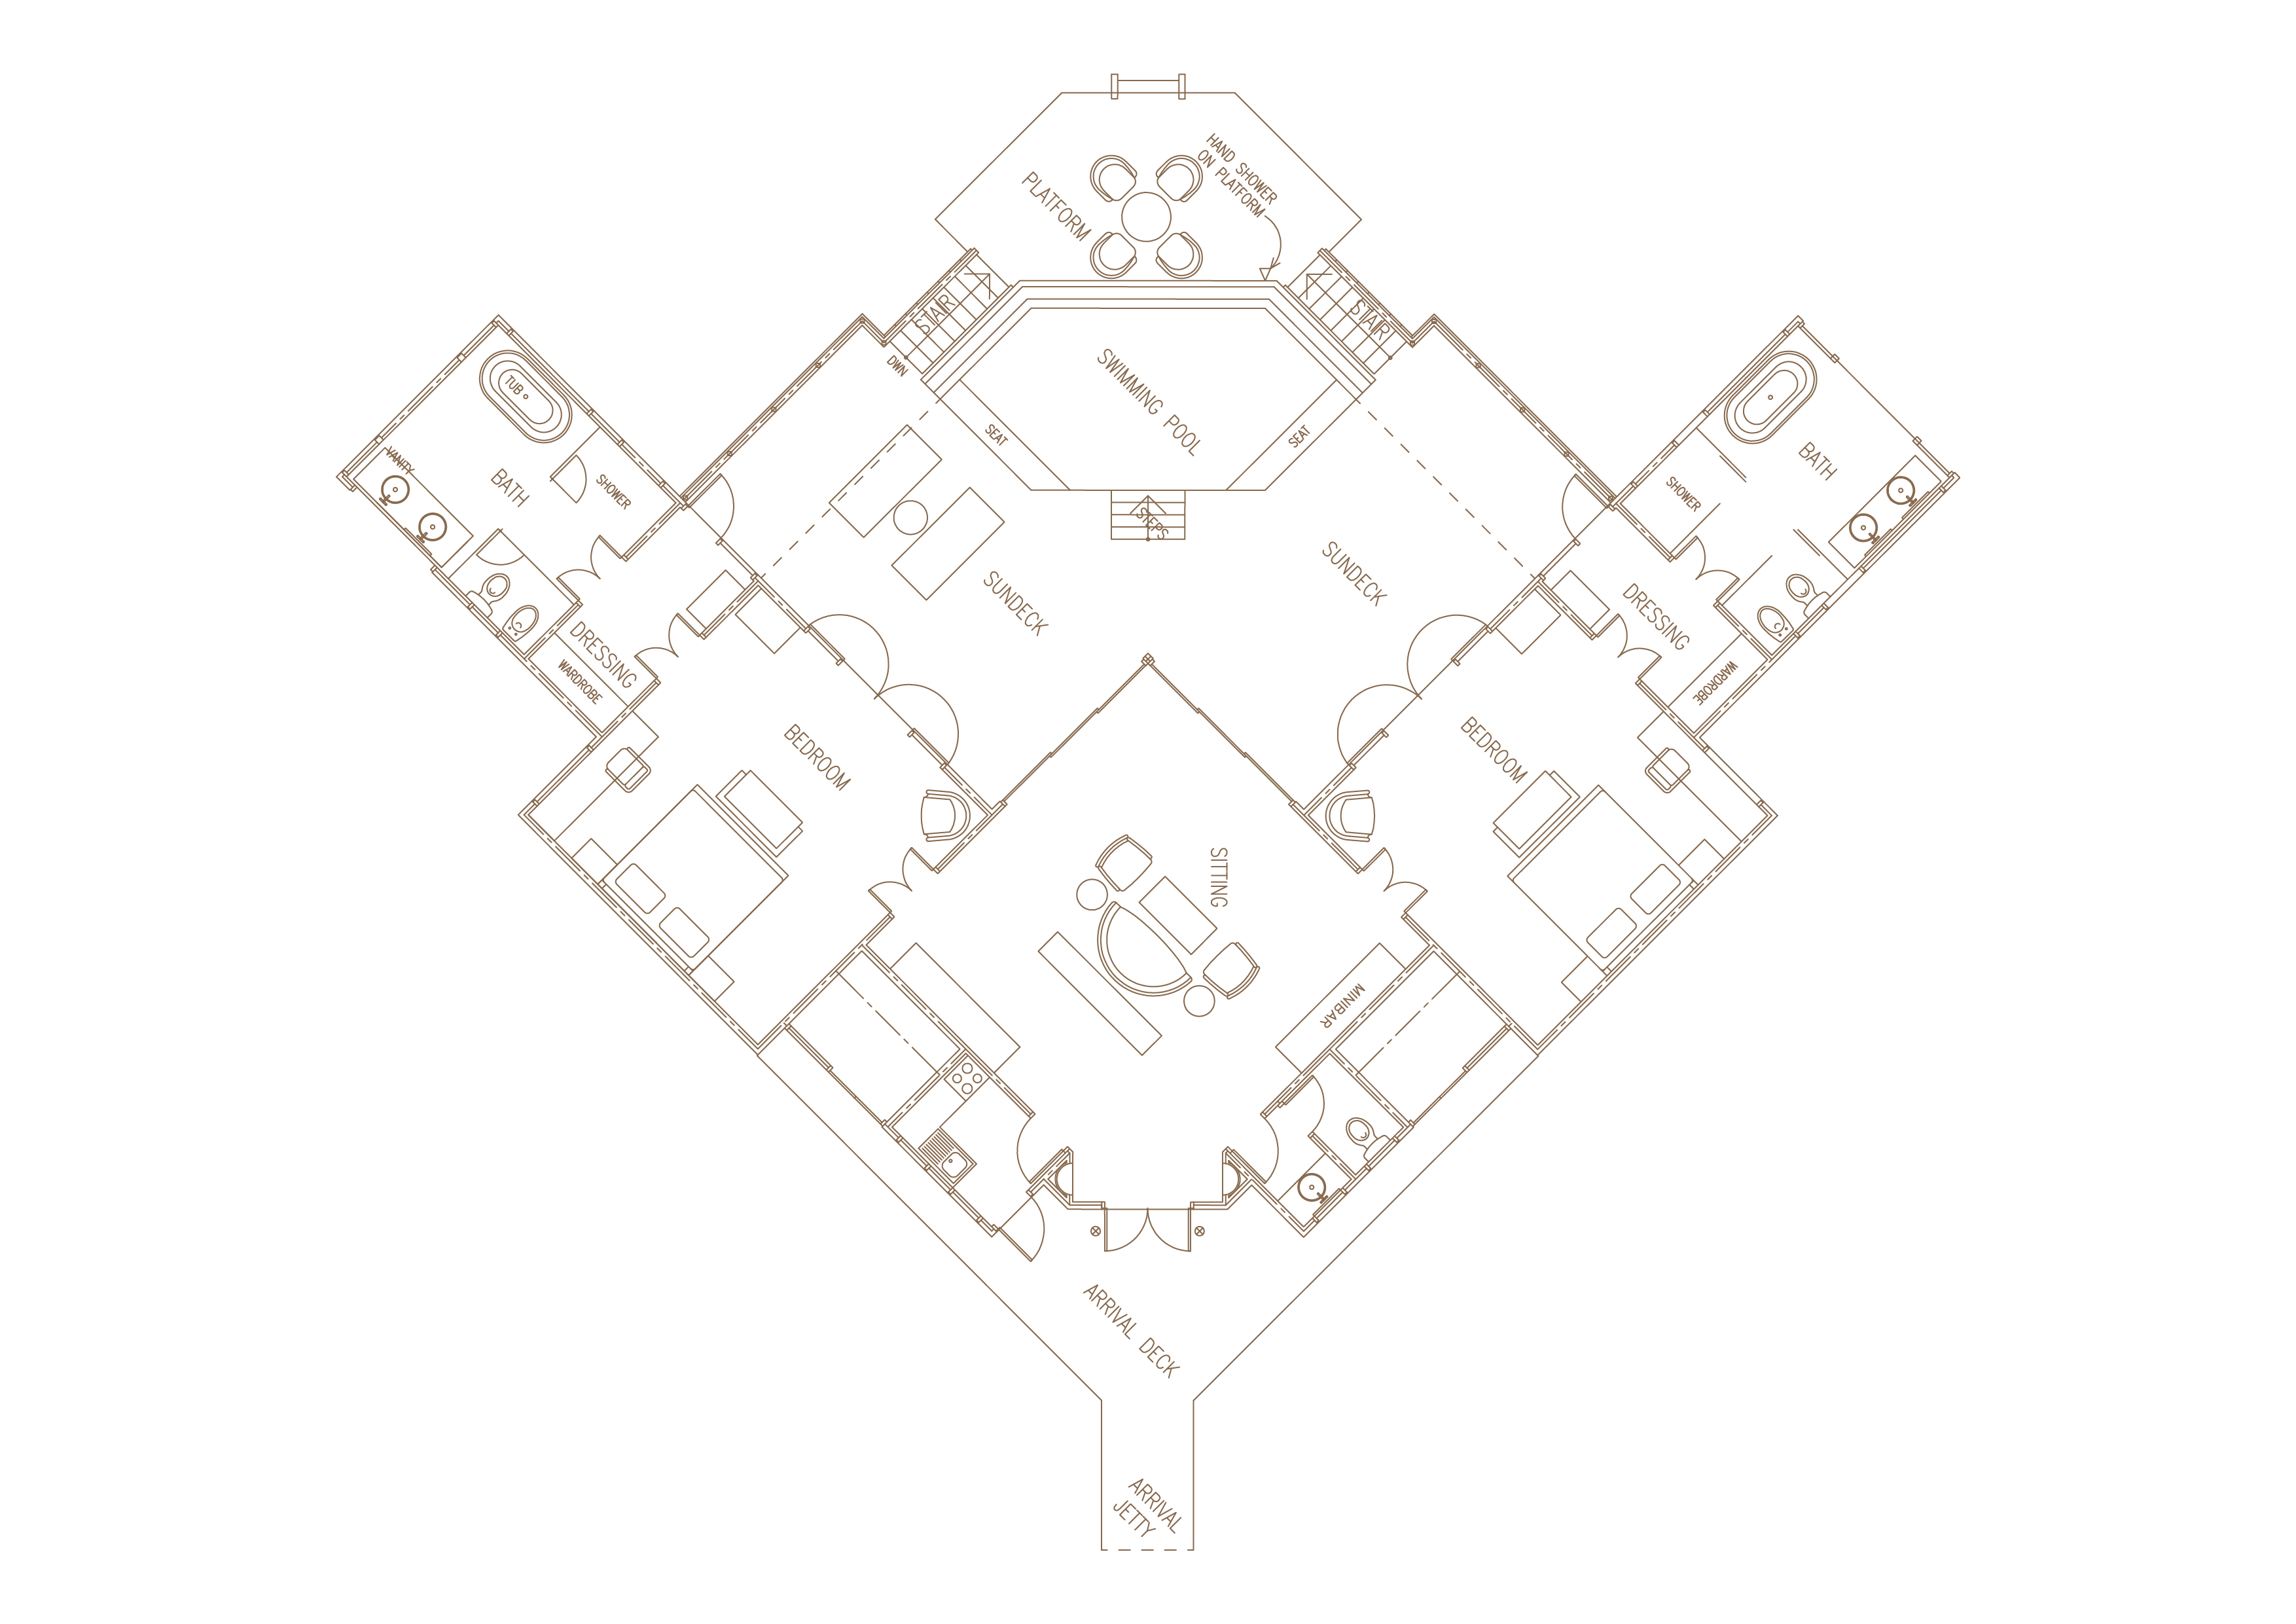 HAND SHOWER
ON PLATFORM
PLATFORM
STAIR
STAIR
DWN
SWIMMING POOL
SEAT
SEAT
STEPS
SUNDECK
SUNDECK
TUB
VANITY
BATH
SHOWER
DRESSING
WARDROBE
BEDROOM
BATH
SHOWER
DRESSING
WARDROBE
BEDROOM
SITTING
MINIBAR
ARRIVAL DECK
ARRIVAL
JETTY